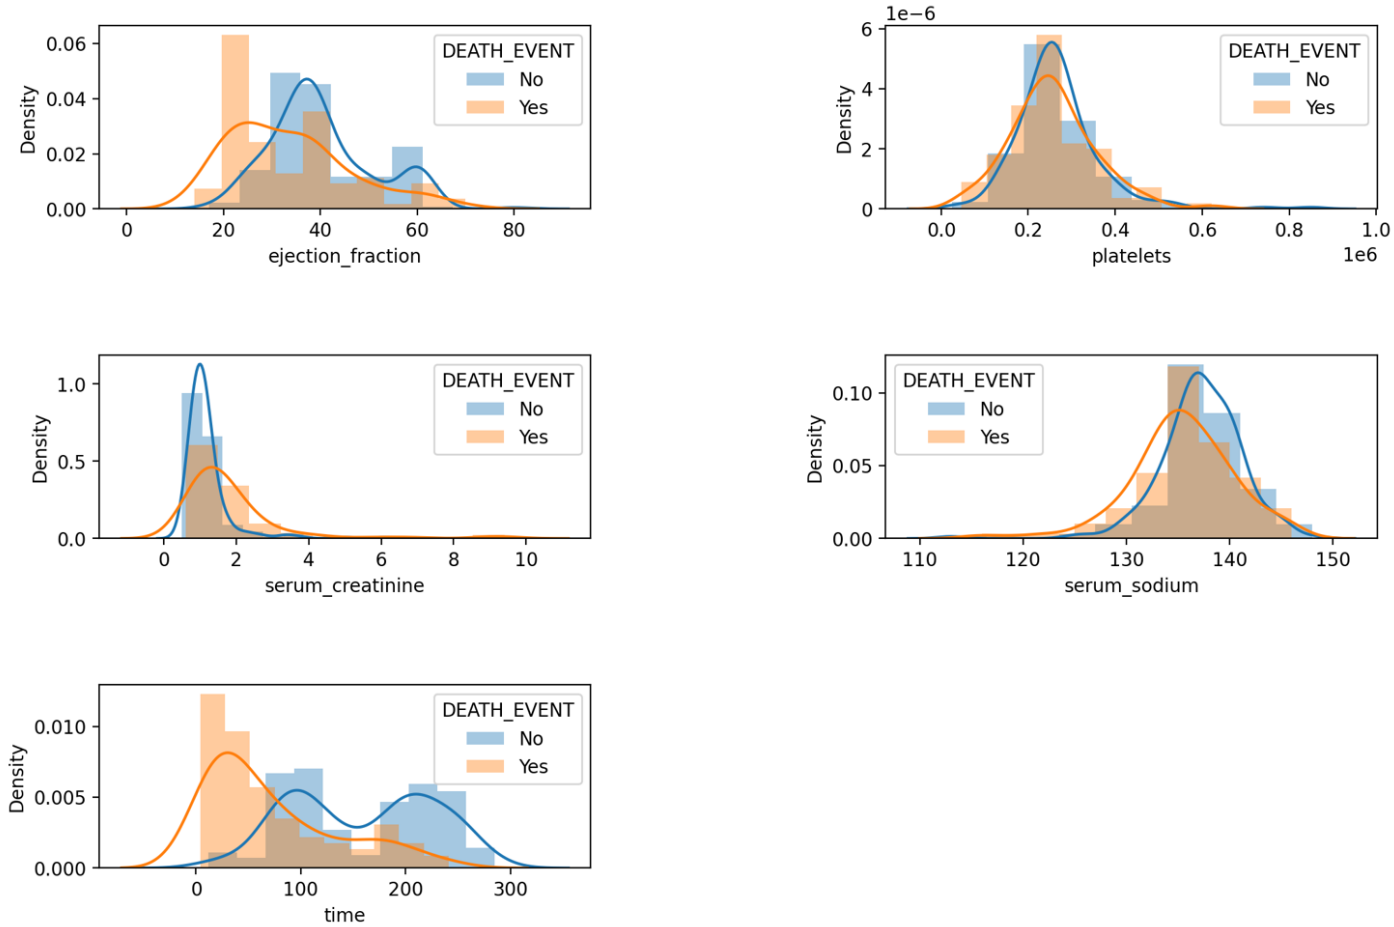 DEATH_EVENT
No
Yes
Density
0.06
0.04
0.02
0.00
0 20 40 60 80
ejection_fraction
1e−6
DEATH_EVENT
No
Yes
Density
6
4
2
0
0.0 0.2 0.4 0.6 0.8 1.0
1e6
platelets
DEATH_EVENT
No
Yes
Density
1.0
0.5
0.0
0 2 4 6 8 10
serum_creatinine
DEATH_EVENT
No
Yes
Density
0.10
0.05
0.00
110 120 130 140 150
serum_sodium
DEATH_EVENT
No
Yes
Density
0.010
0.005
0.000
0 100 200 300
time